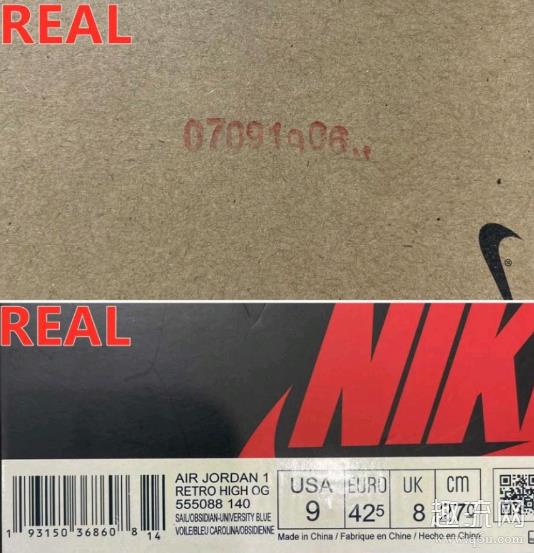 REAL
07091906
®
REAL
NIK
AIR JORDAN 1
RETRO HIGH OG
555088 140
SAIL/OBSIDIAN-UNIVERSITY BLUE
VOILE/BLEU CAROLINA/OBSIDIENNE
USA
9
EURO
42.5
UK
8
CM
Made in China / Fabrique en Chine / Hecho en China
1 93150 36860 8 14